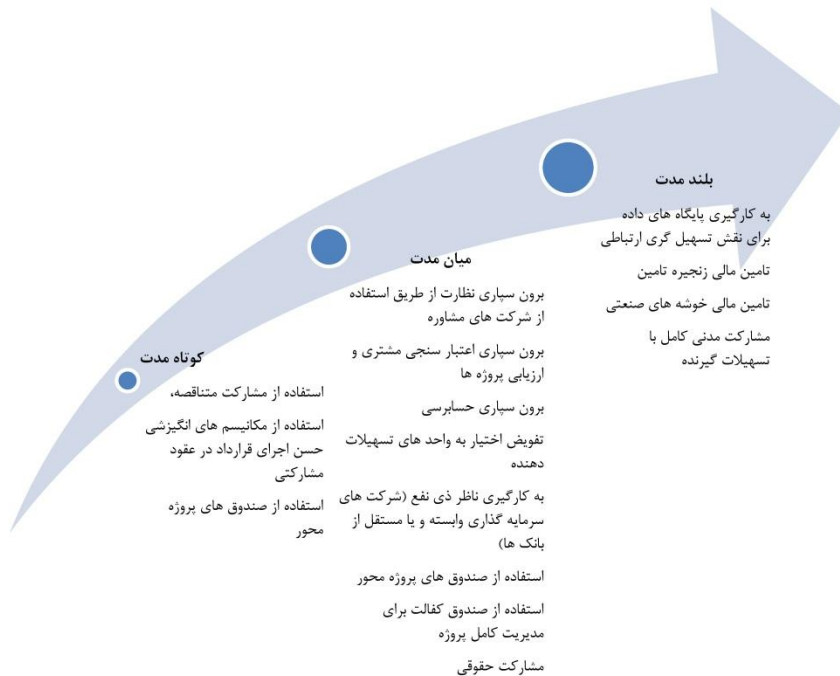 کوتاه مدت
استفاده از مشارکت متناقصه،
استفاده از مکانیسم های انگیزشی
حسن اجرای قرارداد در عقود
مشارکتی
استفاده از صندوق های پروژه
محور
میان مدت
برون سپاری نظارت از طریق استفاده
از شرکت های مشاوره
برون سپاری اعتبار سنجی مشتری و
ارزیابی پروژه ها
برون سپاری حسابرسی
تفویض اختیار به واحد های تسهیلات
دهنده
به کارگیری ناظر ذی نفع (شرکت های
سرمایه گذاری وابسته و یا مستقل از
بانک ها)
استفاده از صندوق های پروژه محور
استفاده از صندوق کفالت برای
مدیریت کامل پروژه
مشارکت حقوقی
بلند مدت
به کارگیری پایگاه های داده
برای نقش تسهیل گری ارتباطی
تامین مالی زنجیره تامین
تامین مالی خوشه های صنعتی
مشارکت مدنی کامل با
تسهیلات گیرنده